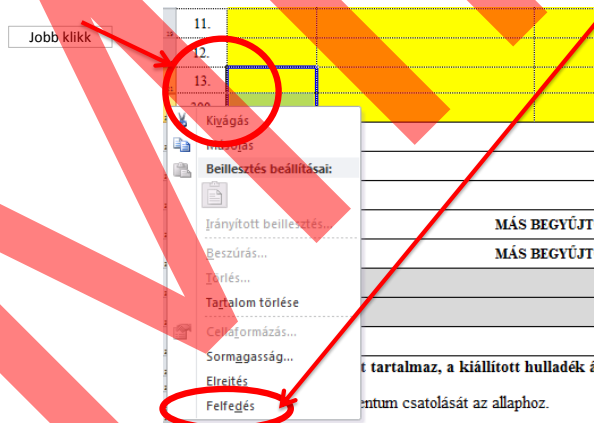 Jobb klikk
11.
12.
13.
200.
Kivágás
Másolás
Beillesztés beállításai:
Irányított beillesztés...
Beszúrás...
Törlés...
Tartalom törlése
Cellaformázás...
Sormagasság...
Elrejtés
Felfedés
MÁS BEGYŰJT
MÁS BEGYŰJT
t tartalmaz, a kiállított hulladék á
entum csatolását az allaphoz.